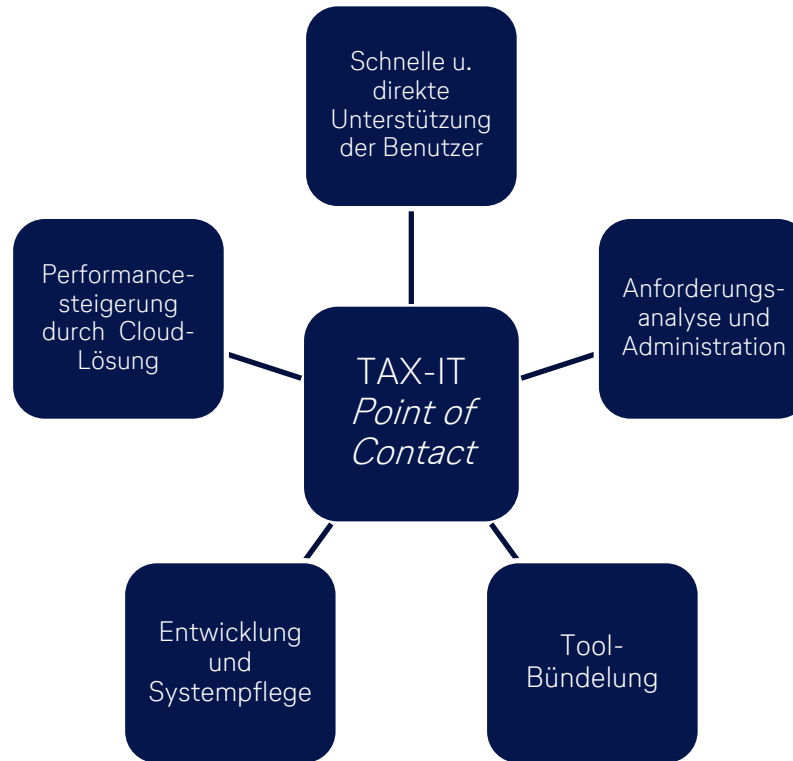 Schnelle u.
direkte
Unterstützung
der Benutzer
Performance-
steigerung
durch Cloud-
Lösung
Anforderungs-
analyse und
Administration
TAX-IT
Point of
Contact
Entwicklung
und
Systempflege
Tool-
Bündelung